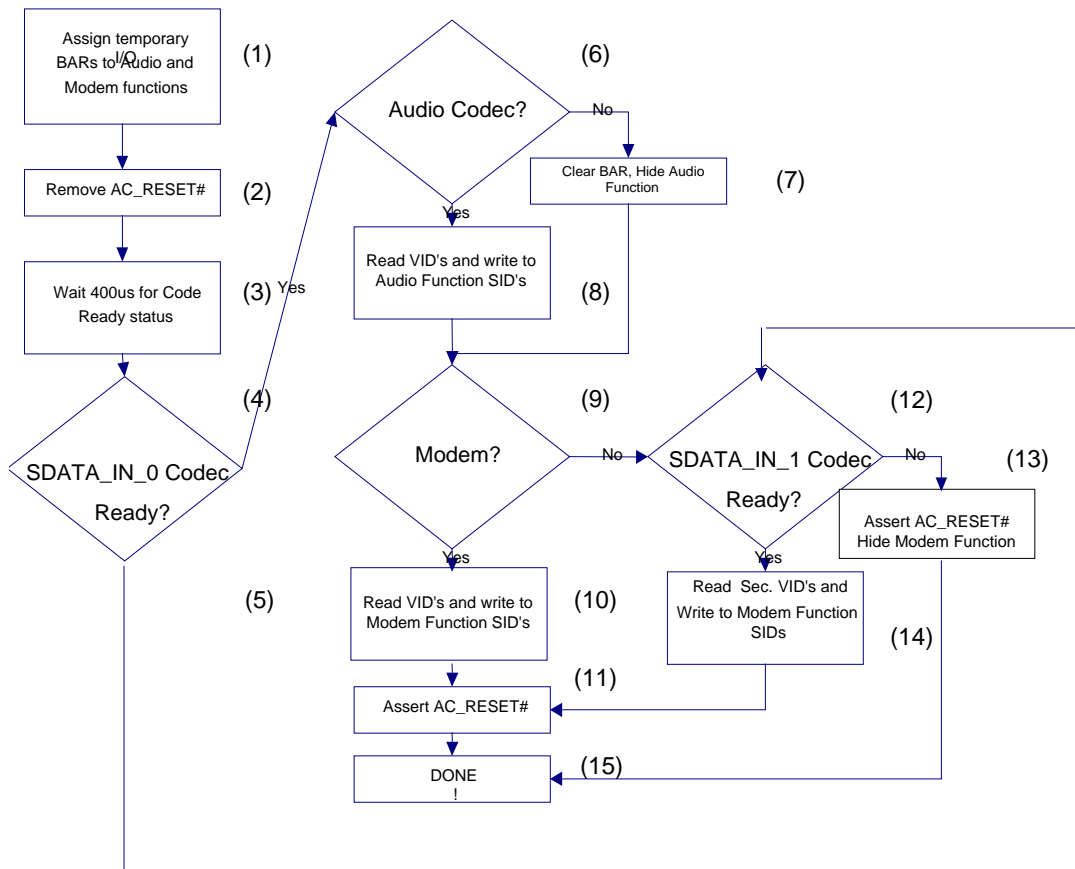 Assign temporary
I/O
BARs to Audio and
Modem functions
(1)
Remove AC_RESET#
(2)
Wait 400us for Code
Ready status
(3)
Yes
(4)
SDATA_IN_0 Codec
Ready?
(5)
(6)
Audio Codec?
No
Clear BAR, Hide Audio
Function
(7)
Yes
Read VID's and write to
Audio Function SID's
(8)
(9)
Modem?
No
Yes
Read VID's and write to
Modem Function SID's
(10)
(11)
Assert AC_RESET#
(15)
DONE
!
(12)
SDATA_IN_1 Codec
Ready?
No
(13)
Assert AC_RESET#
Hide Modem Function
Yes
Read Sec. VID's and
Write to Modem Function
SIDs
(14)